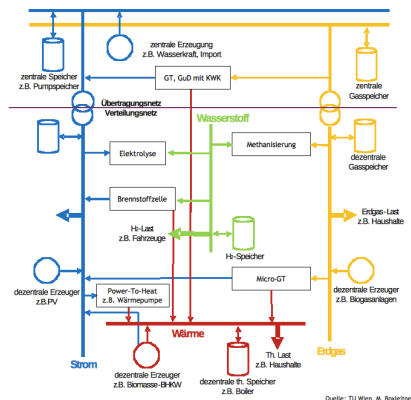 zentrale Speicher
z.B. Pumpspeicher
zentrale Erzeugung
z.B. Wasserkraft, Import
GT, GuD mit KWK
zentrale
Gasspeicher
Übertragungsnetz
Verteilungsnetz
Wasserstoff
Elektrolyse
Methanisierung
dezentrale
Gasspeicher
Brennstoffzelle
H₂-Last
z.B. Fahrzeuge
H₂-Speicher
Erdgas-Last
z.B. Haushalte
dezentrale Erzeuger
z.B.PV
Power-To-Heat
z.B. Wärmepumpe
Micro-GT
dezentrale Erzeuger
z.B. Biogasanlagen
Strom
Wärme
Erdgas
dezentrale Erzeuger
z.B. Biomasse-BHKW
dezentrale th. Speicher
z.B. Boiler
Th. Last
z.B. Haushalte
Quelle: TU Wien, M. Boxleitne